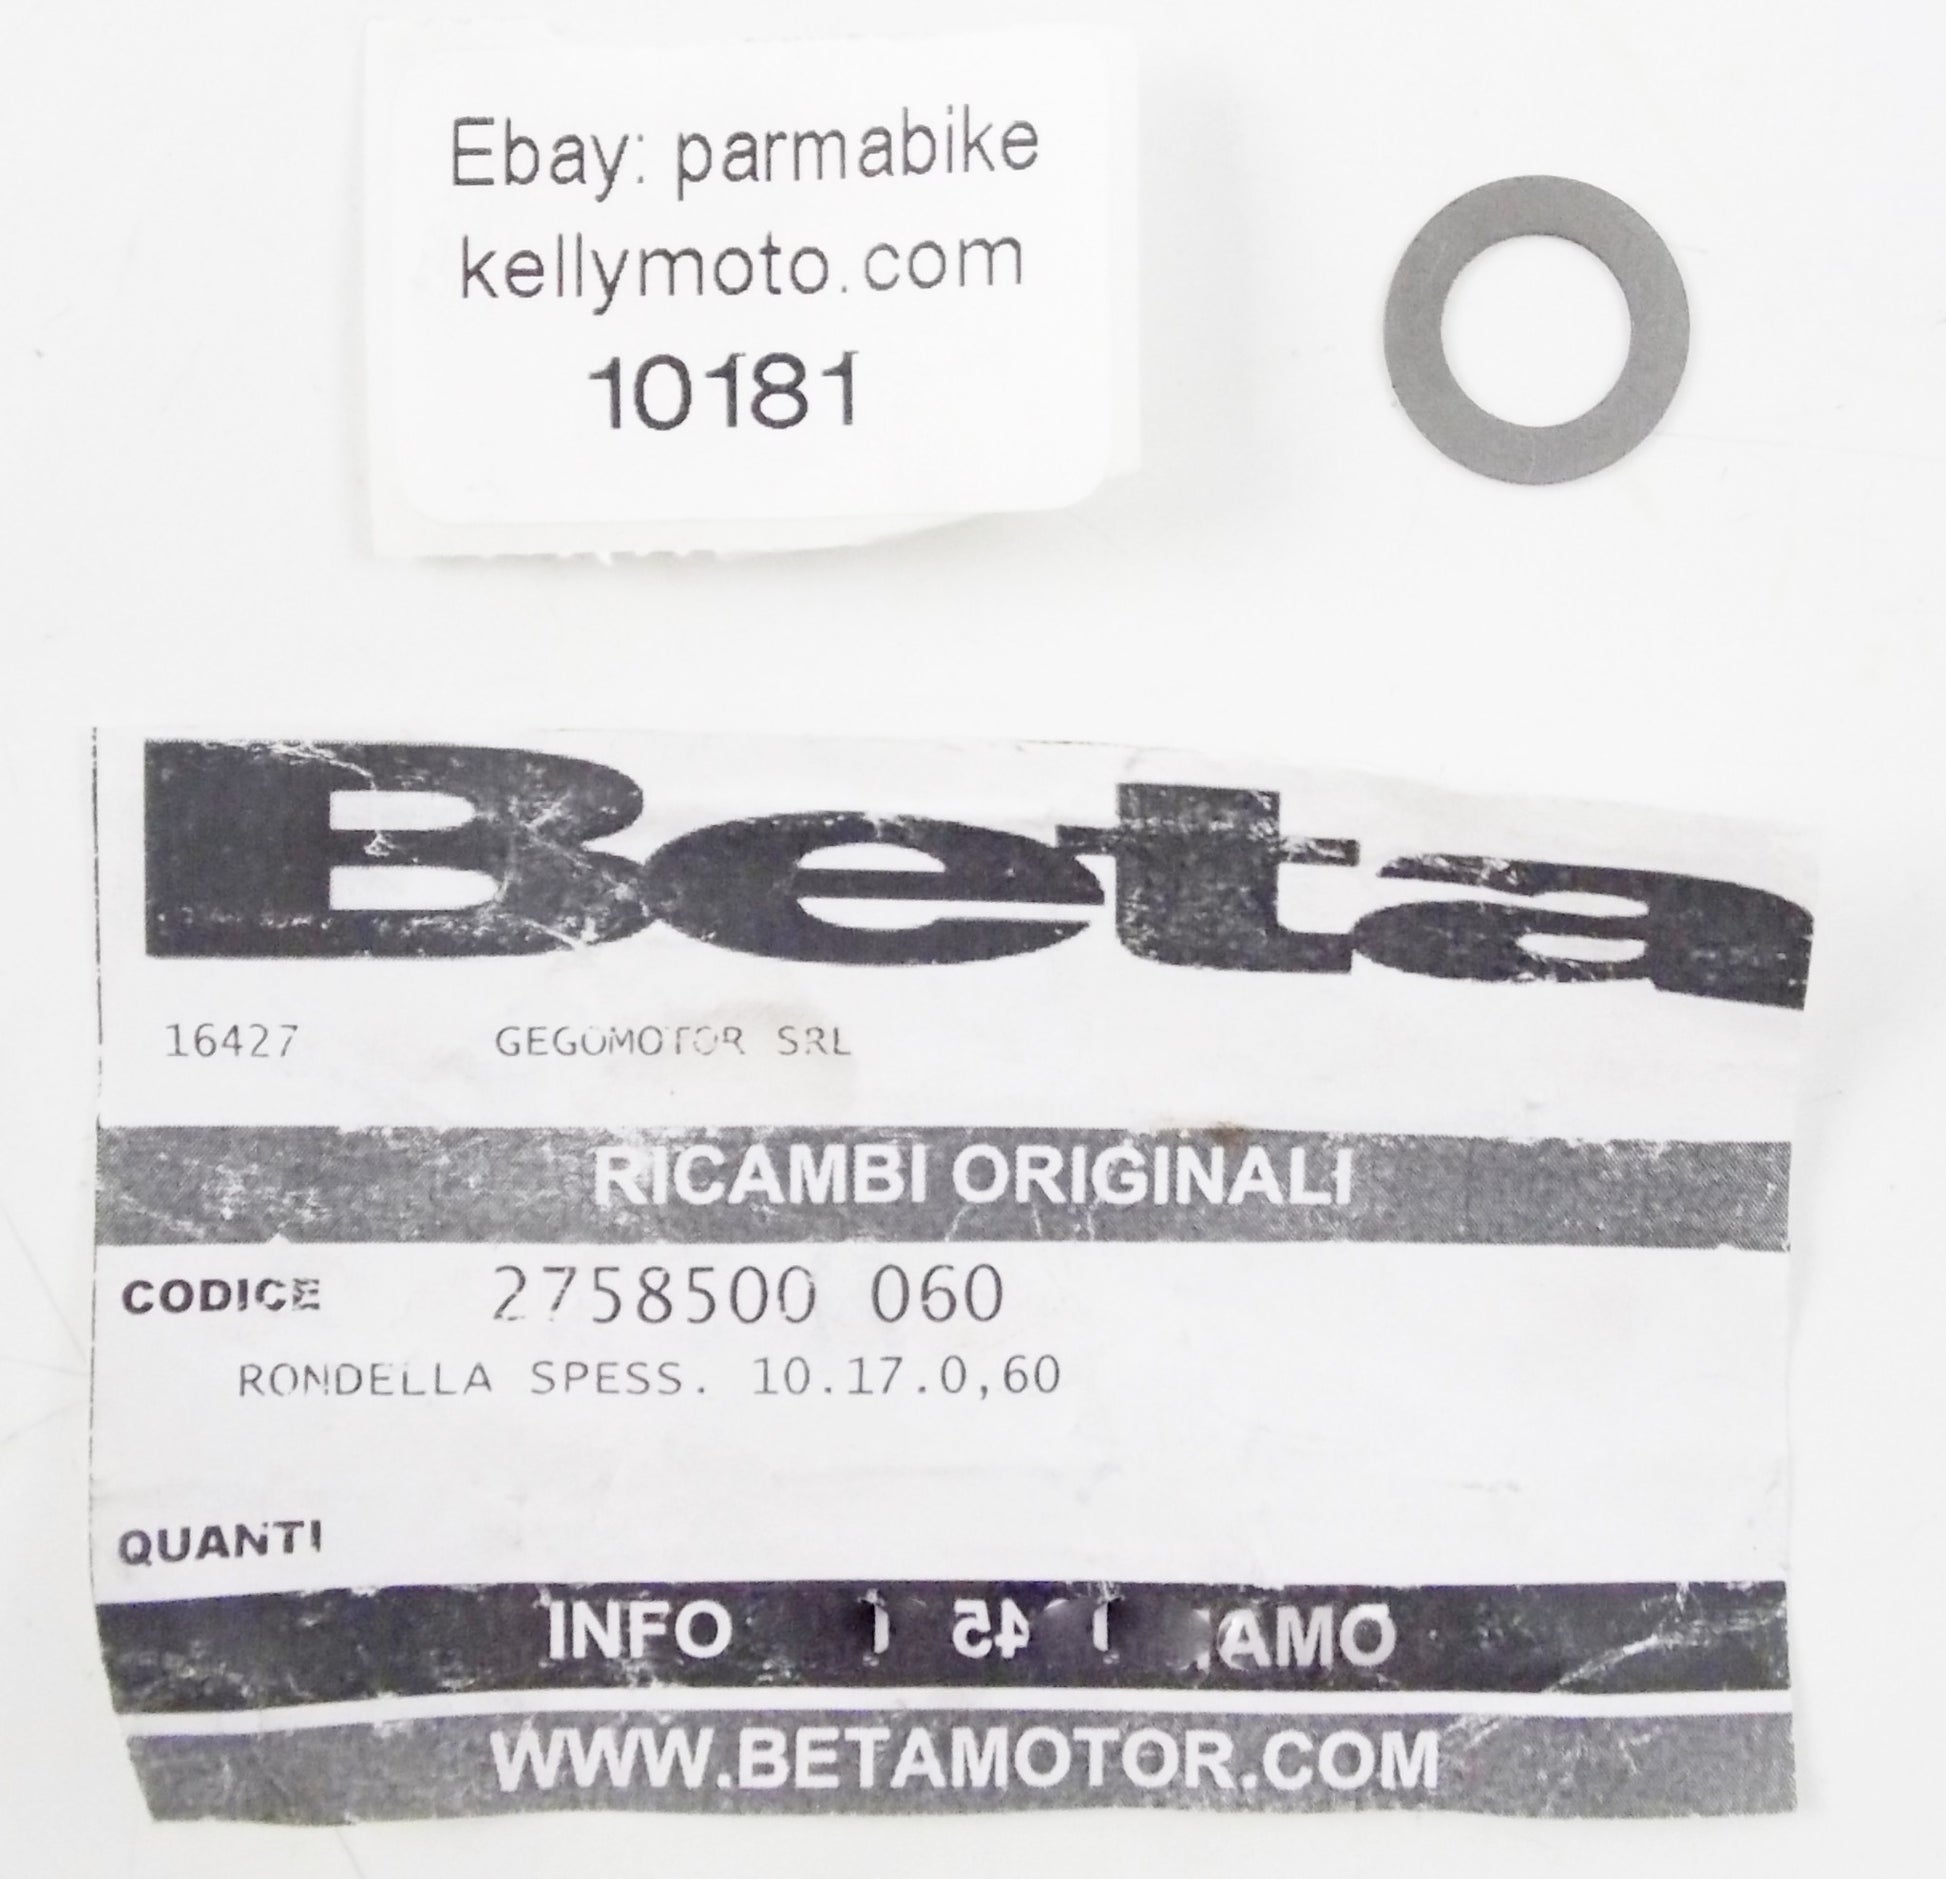 Ebay: parmabike
kellymoto.com
10181
Beta
16427 GEGOMOTOR SRL
RICAMBI ORIGINALI
CODICE 2758500 060
RONDELLA SPESS. 10.17.0,60
QUANTI
INFO
WWW.BETAMOTOR.COM